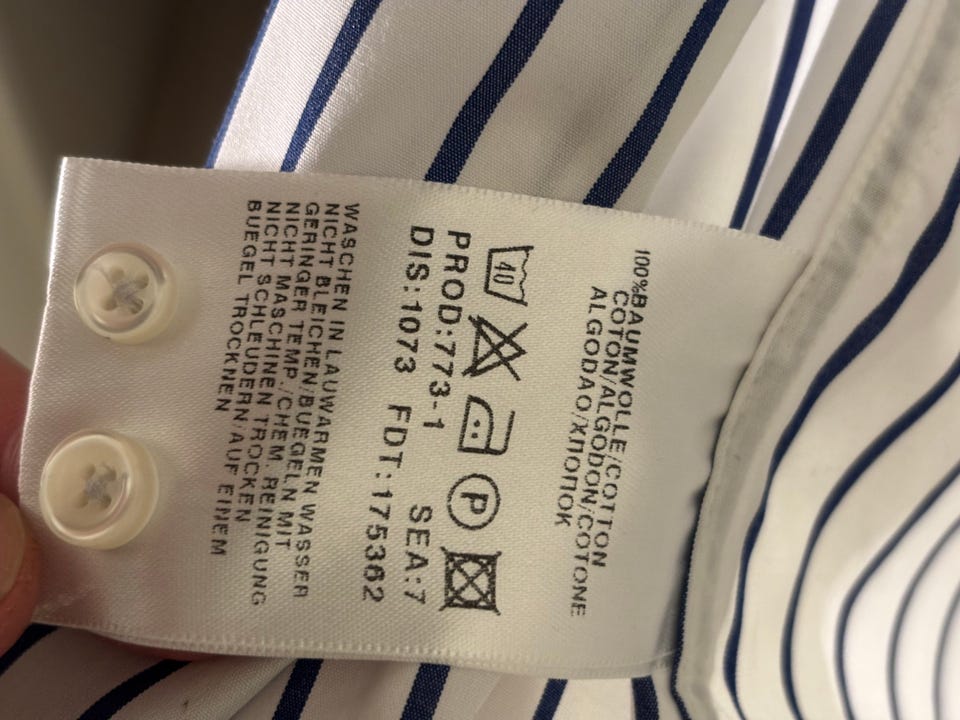 100%BAUMWOLLE/COTTON
COTON/ALGODON/COTONE
ALGODAO/ХЛОПОК
40 P
PROD:773-1 SEA:7
DIS:1073 FDT:175362
WASCHEN IN LAUWARMEN WASSER
NICHT BLEICHEN/BUEGELN MIT
GERINGER TEMP./CHEM.REINIGUNG
NICHT MASCHINEN TROCKNEN
NICHT SCHLEUDERN/AUF EINEM
BUEGEL TROCKNEN